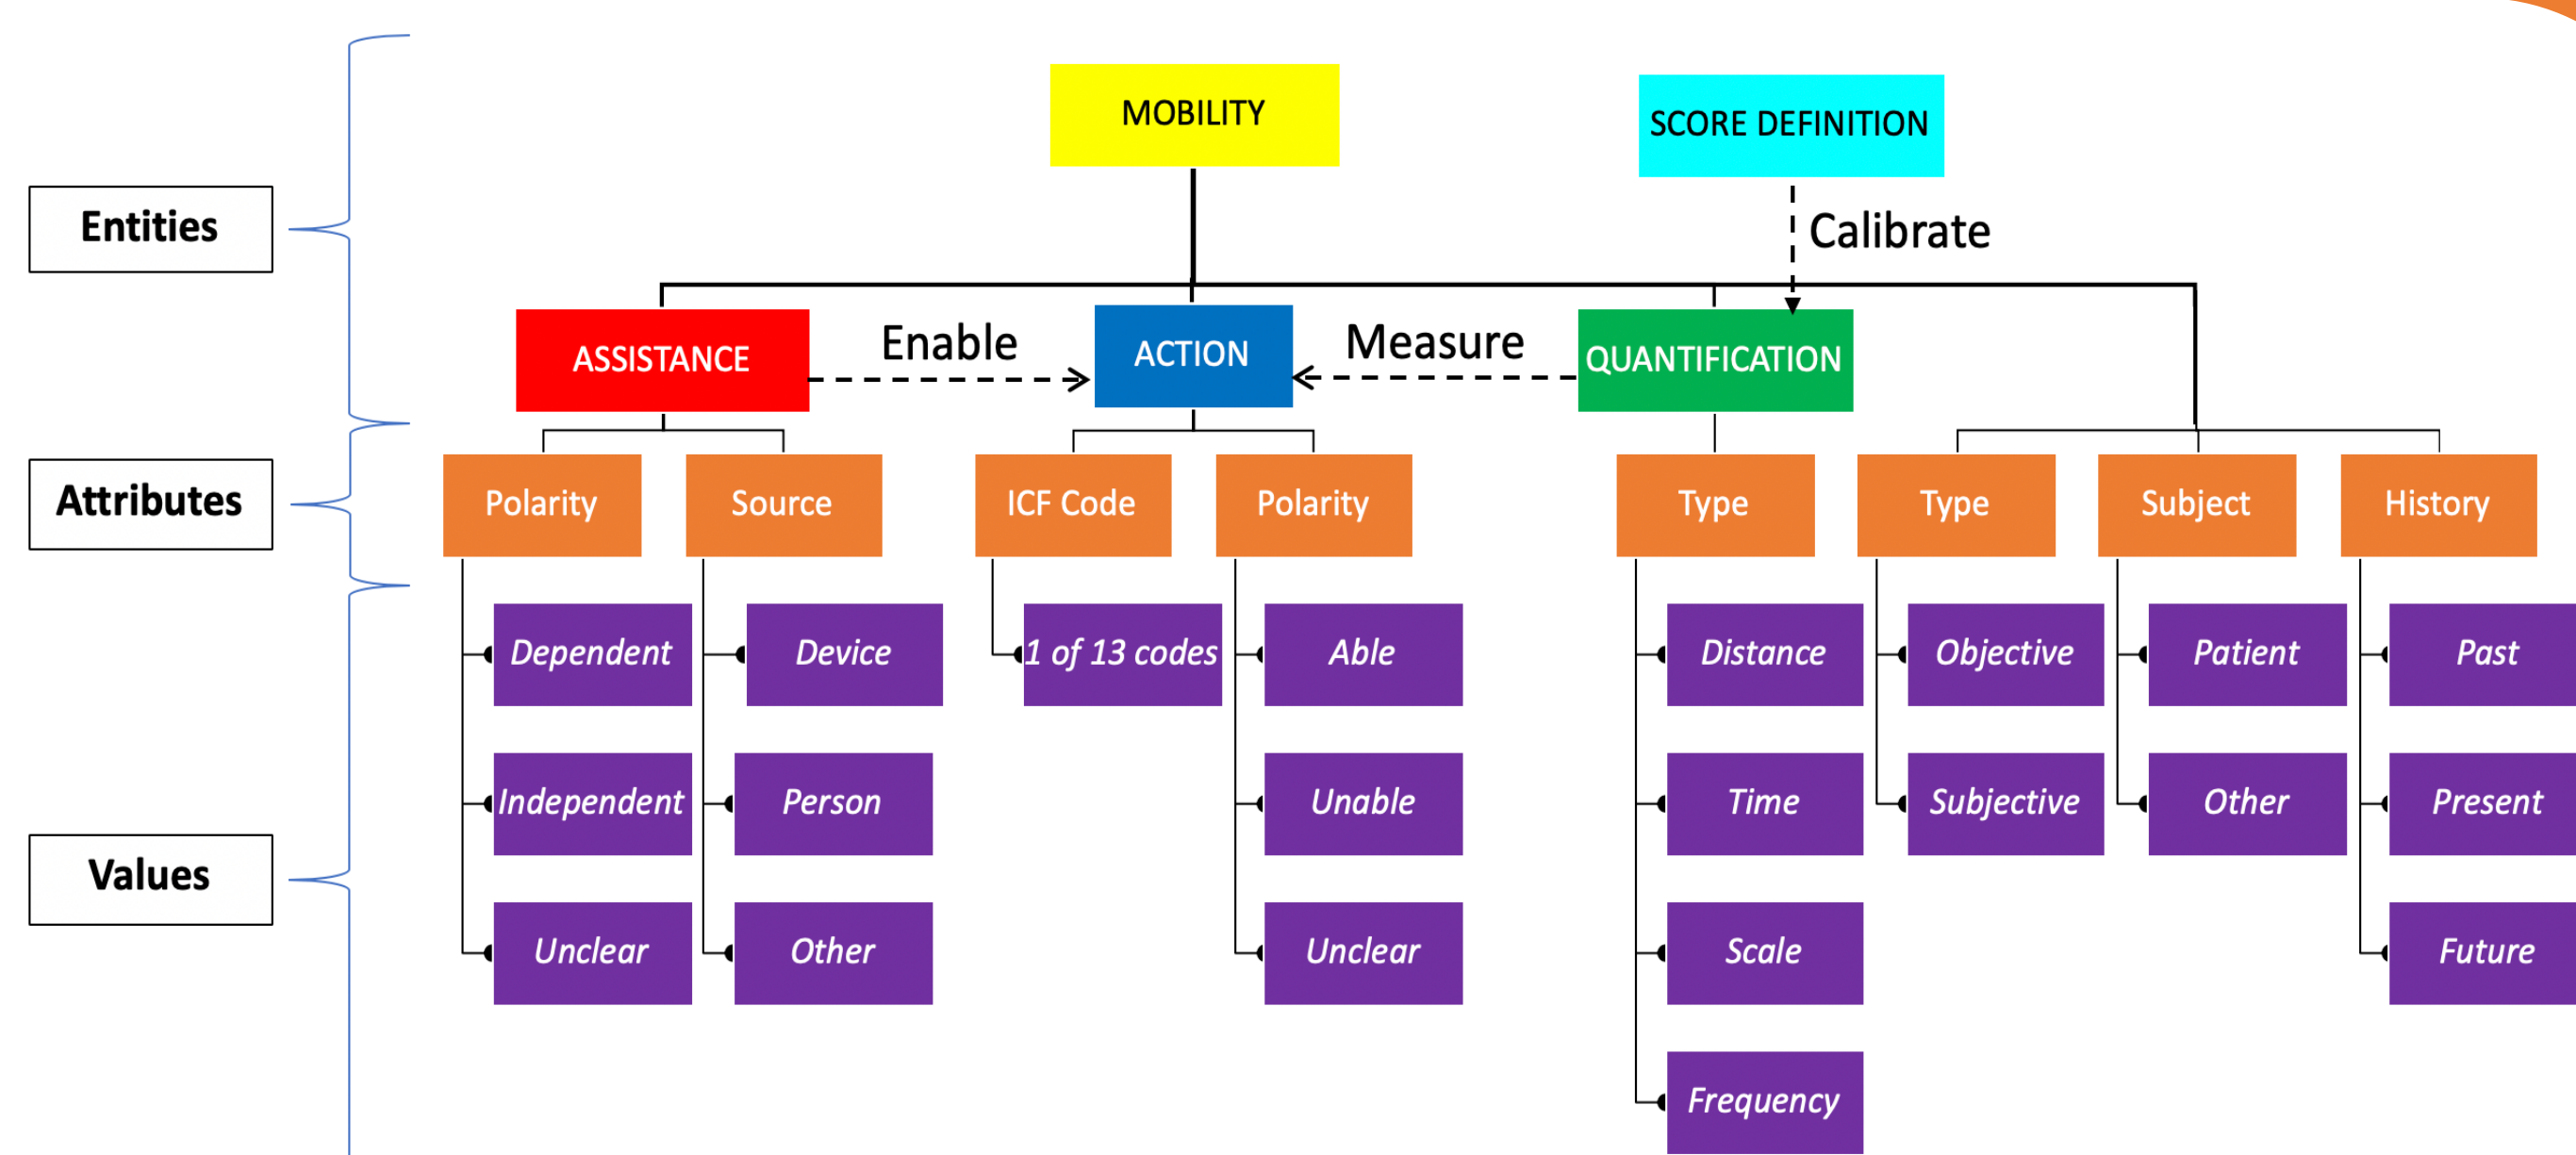 MOBILITY
SCORE DEFINITION
Entities
Calibrate
ASSISTANCE
Enable
ACTION
Measure
QUANTIFICATION
Attributes
Polarity
Source
ICF Code
Polarity
Type
Type
Subject
History
Dependent
Device
1 of 13 codes
Able
Distance
Objective
Patient
Past
Independent
Person
Unable
Time
Subjective
Other
Present
Values
Unclear
Other
Unclear
Scale
Future
Frequency